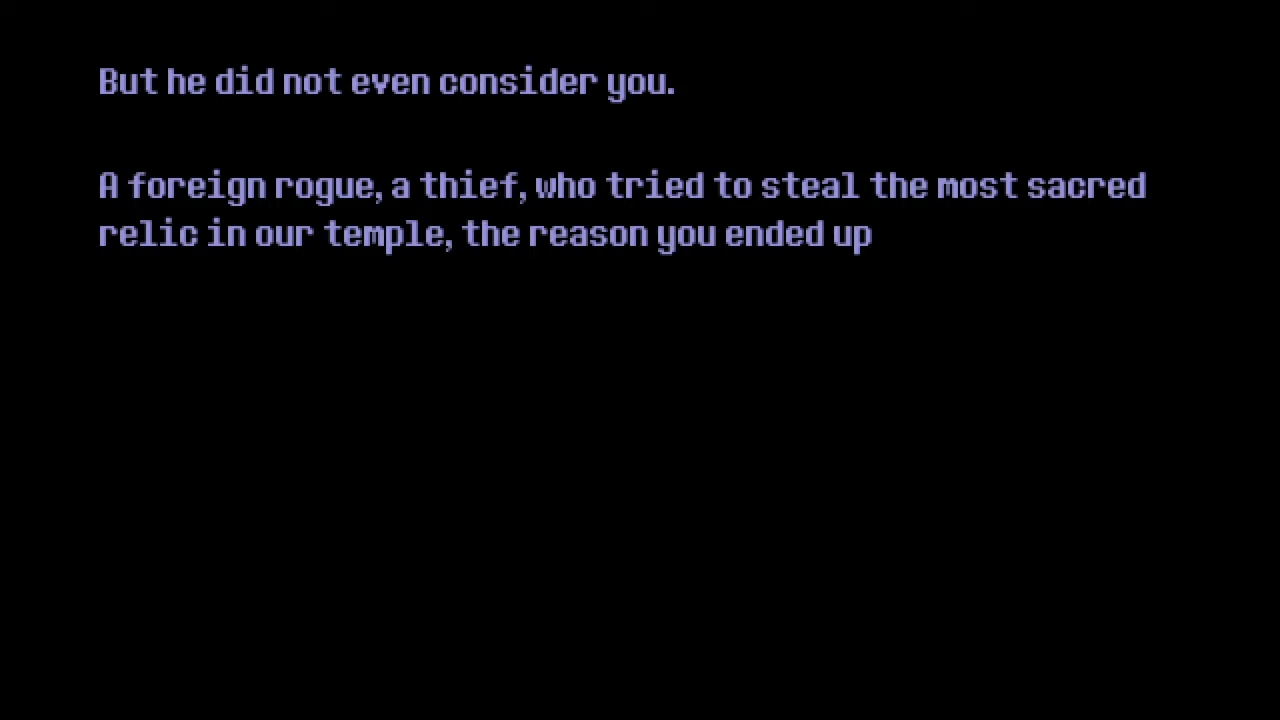 But he did not even consider you.
A foreign rogue, a thief, who tried to steal the most sacred
relic in our temple, the reason you ended up